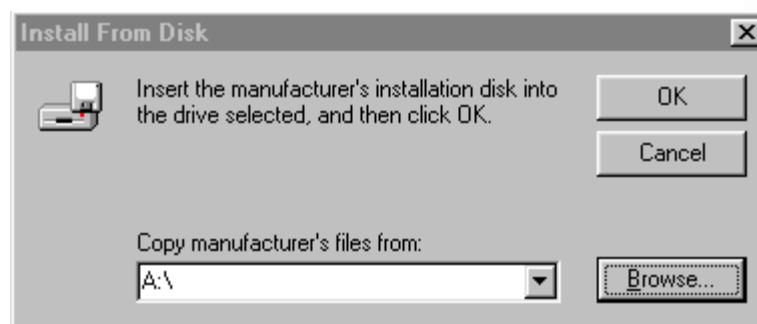 Install From Disk
Insert the manufacturer's installation disk into
the drive selected, and then click OK.
OK
Cancel
Copy manufacturer's files from:
A:\
Browse...